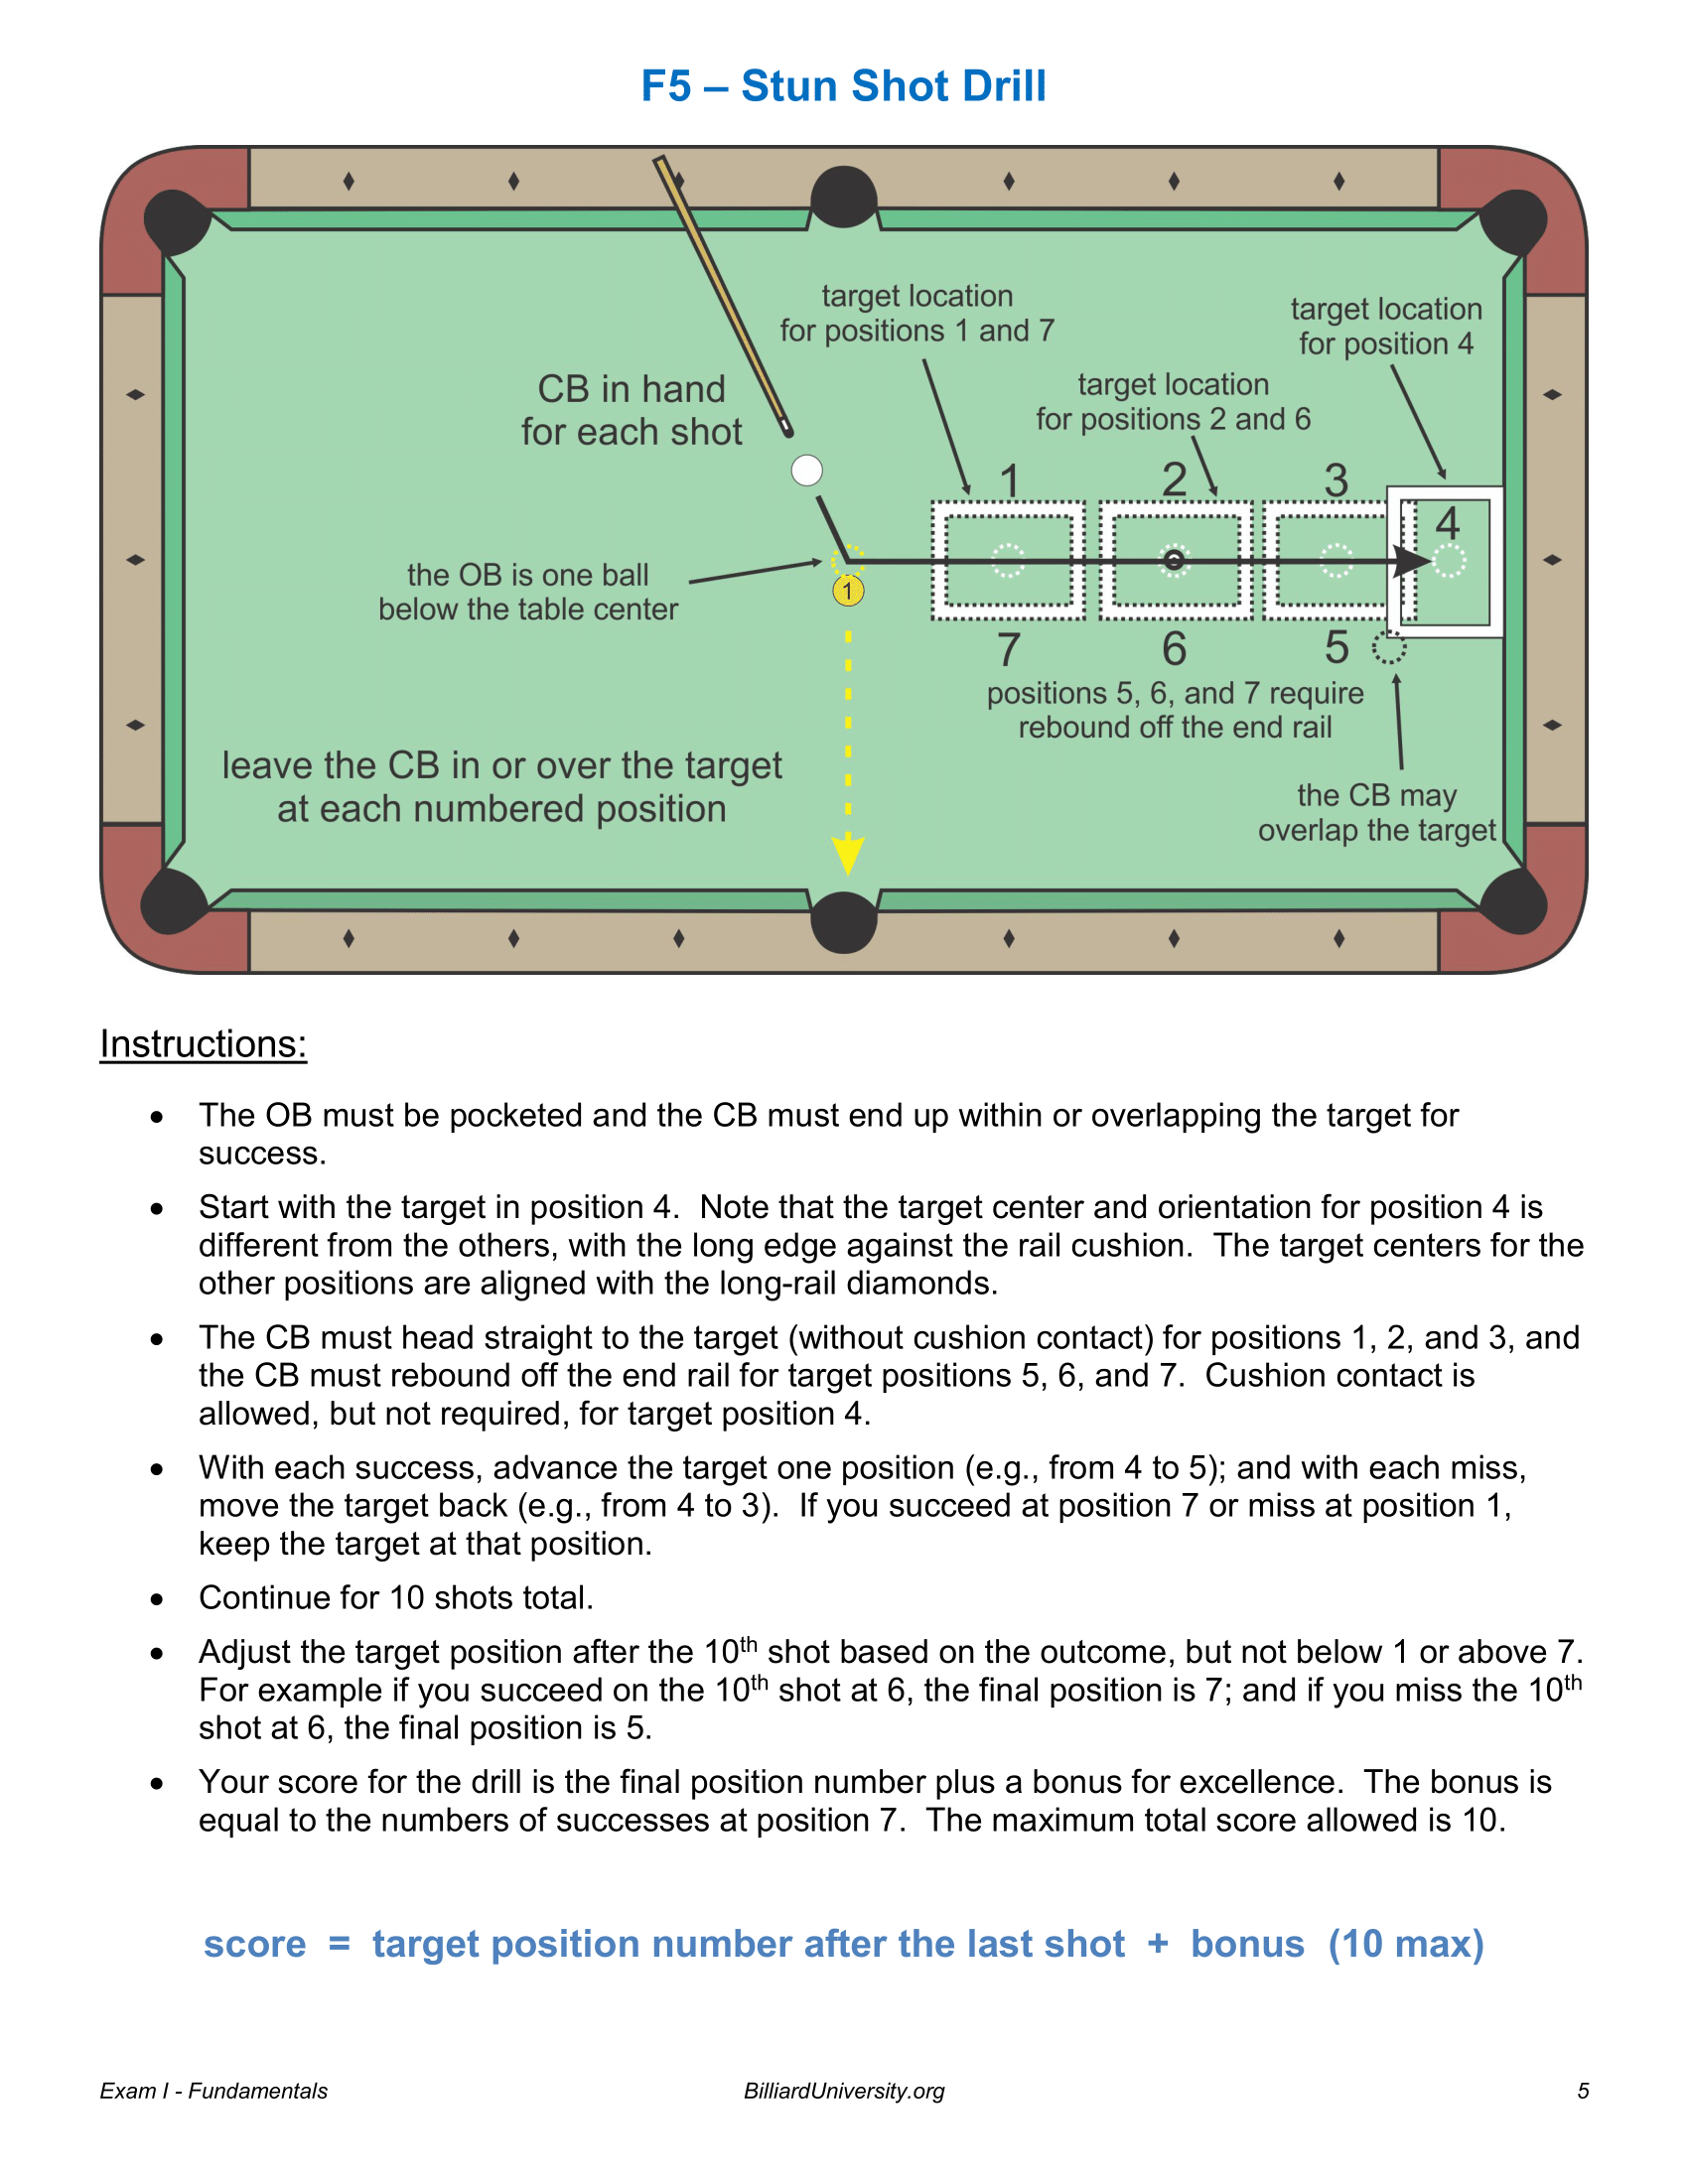 F5 – Stun Shot Drill
target location
for positions 1 and 7
target location
for position 4
target location
for positions 2 and 6
CB in hand
for each shot
1
2
3
4
the OB is one ball
below the table center
1
7
6
5
positions 5, 6, and 7 require
rebound off the end rail
leave the CB in or over the target
at each numbered position
the CB may
overlap the target
Instructions:
• The OB must be pocketed and the CB must end up within or overlapping the target for
success.
• Start with the target in position 4.  Note that the target center and orientation for position 4 is
different from the others, with the long edge against the rail cushion.  The target centers for the
other positions are aligned with the long-rail diamonds.
• The CB must head straight to the target (without cushion contact) for positions 1, 2, and 3, and
the CB must rebound off the end rail for target positions 5, 6, and 7.  Cushion contact is
allowed, but not required, for target position 4.
• With each success, advance the target one position (e.g., from 4 to 5); and with each miss,
move the target back (e.g., from 4 to 3).  If you succeed at position 7 or miss at position 1,
keep the target at that position.
• Continue for 10 shots total.
• Adjust the target position after the 10th shot based on the outcome, but not below 1 or above 7.
For example if you succeed on the 10th shot at 6, the final position is 7; and if you miss the 10th
shot at 6, the final position is 5.
• Your score for the drill is the final position number plus a bonus for excellence.  The bonus is
equal to the numbers of successes at position 7.  The maximum total score allowed is 10.
score = target position number after the last shot + bonus (10 max)
Exam I - Fundamentals
BilliardUniversity.org
5